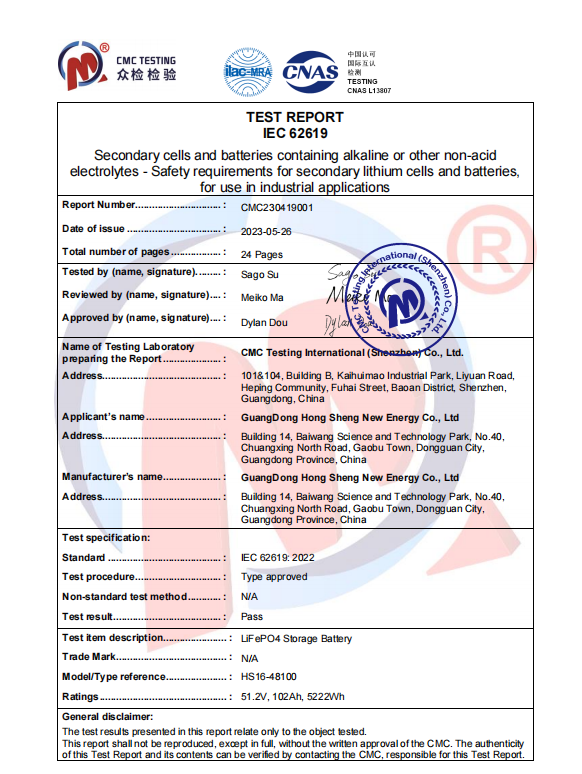 CMC TESTING
众检检验
®
ilac-MRA
CNAS
中国认可
国际互认
检测
TESTING
CNAS L13807
TEST REPORT
IEC 62619
Secondary cells and batteries containing alkaline or other non-acid
electrolytes - Safety requirements for secondary lithium cells and batteries,
for use in industrial applications
Report Number............................... : CMC230419001
Date of issue .................................. : 2023-05-26
Total number of pages .................. : 24 Pages
Tested by (name, signature)......... : Sago Su Sago Su
Reviewed by (name, signature).... : Meiko Ma Meiko Ma
Approved by (name, signature).... : Dylan Dou Dylan Dou
CMC Testing International (Shenzhen) Co., Ltd.
Name of Testing Laboratory
preparing the Report ..................... : CMC Testing International (Shenzhen) Co., Ltd.
Address........................................... : 101&104, Building B, Kaihuimao Industrial Park, Liyuan Road,
Heping Community, Fuhai Street, Baoan District, Shenzhen,
Guangdong, China
Applicant's name ........................... : GuangDong Hong Sheng New Energy Co., Ltd
Address........................................... : Building 14, Baiwang Science and Technology Park, No.40,
Chuangxing North Road, Gaobu Town, Dongguan City,
Guangdong Province, China
Manufacturer's name..................... : GuangDong Hong Sheng New Energy Co., Ltd
Address........................................... : Building 14, Baiwang Science and Technology Park, No.40,
Chuangxing North Road, Gaobu Town, Dongguan City,
Guangdong Province, China
Test specification:
Standard ......................................... : IEC 62619: 2022
Test procedure............................... : Type approved
Non-standard test method ............ : N/A
Test result....................................... : Pass
Test item description....................... : LiFePO4 Storage Battery
Trade Mark........................................ : N/A
Model/Type reference...................... : HS16-48100
Ratings.............................................. : 51.2V, 102Ah, 5222Wh
General disclaimer:
The test results presented in this report relate only to the object tested.
This report shall not be reproduced, except in full, without the written approval of the CMC. The authenticity
of this Test Report and its contents can be verified by contacting the CMC, responsible for this Test Report.